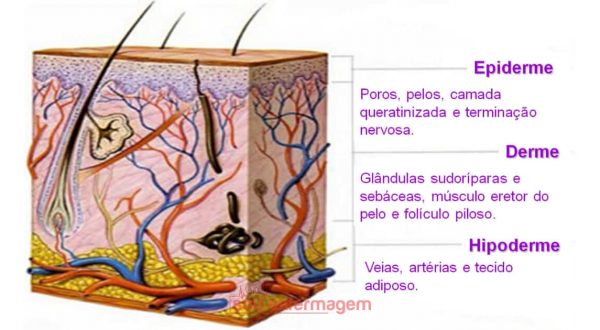 Epiderme
Poros, pelos, camada
queratinizada e terminação
nervosa.
Derme
Glândulas sudoríparas e
sebáceas, músculo eretor do
pelo e folículo piloso.
Hipoderme
Veias, artérias e tecido
adiposo.